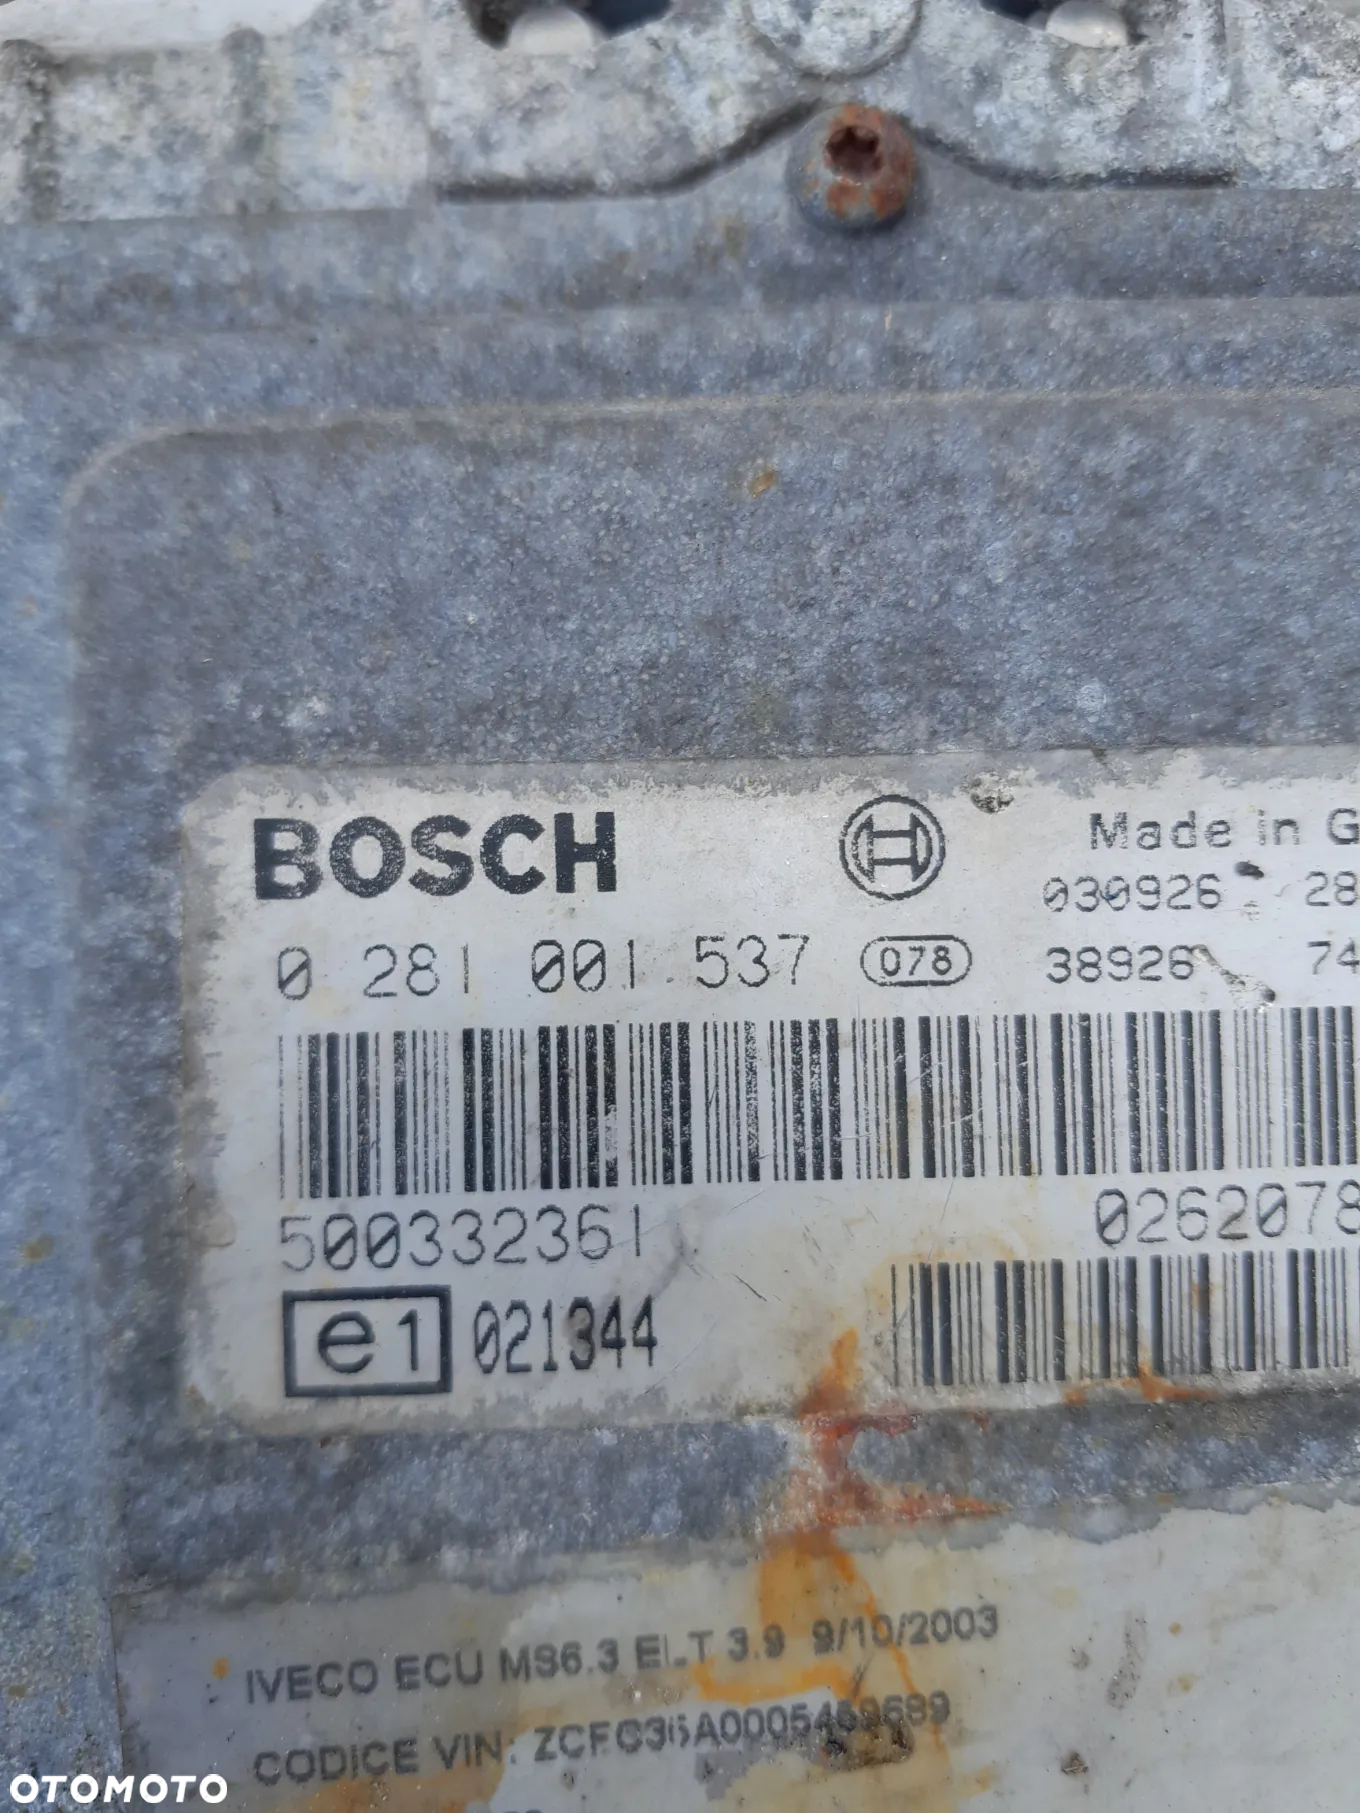 BOSCH
Made in G
030926 28
0 281 001 537 078 38926 74
500332361 0262078
e1 021344
IVECO ECU MS6.3 ELT 3.9 9/10/2003
CODICE VIN:
OTOMOTO